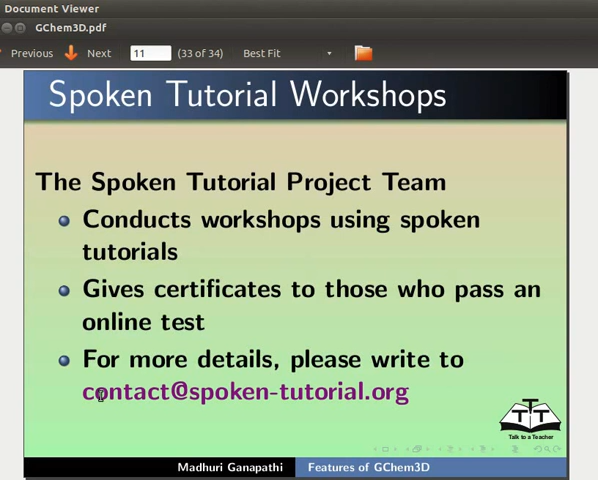 Document Viewer
GChem3D.pdf
Previous Next 11 (33 of 34) Best Fit
Spoken Tutorial Workshops
The Spoken Tutorial Project Team
Conducts workshops using spoken
tutorials
Gives certificates to those who pass an
online test
For more details, please write to
contact@spoken-tutorial.org
Talk to a Teacher
Madhuri Ganapathi Features of GChem3D